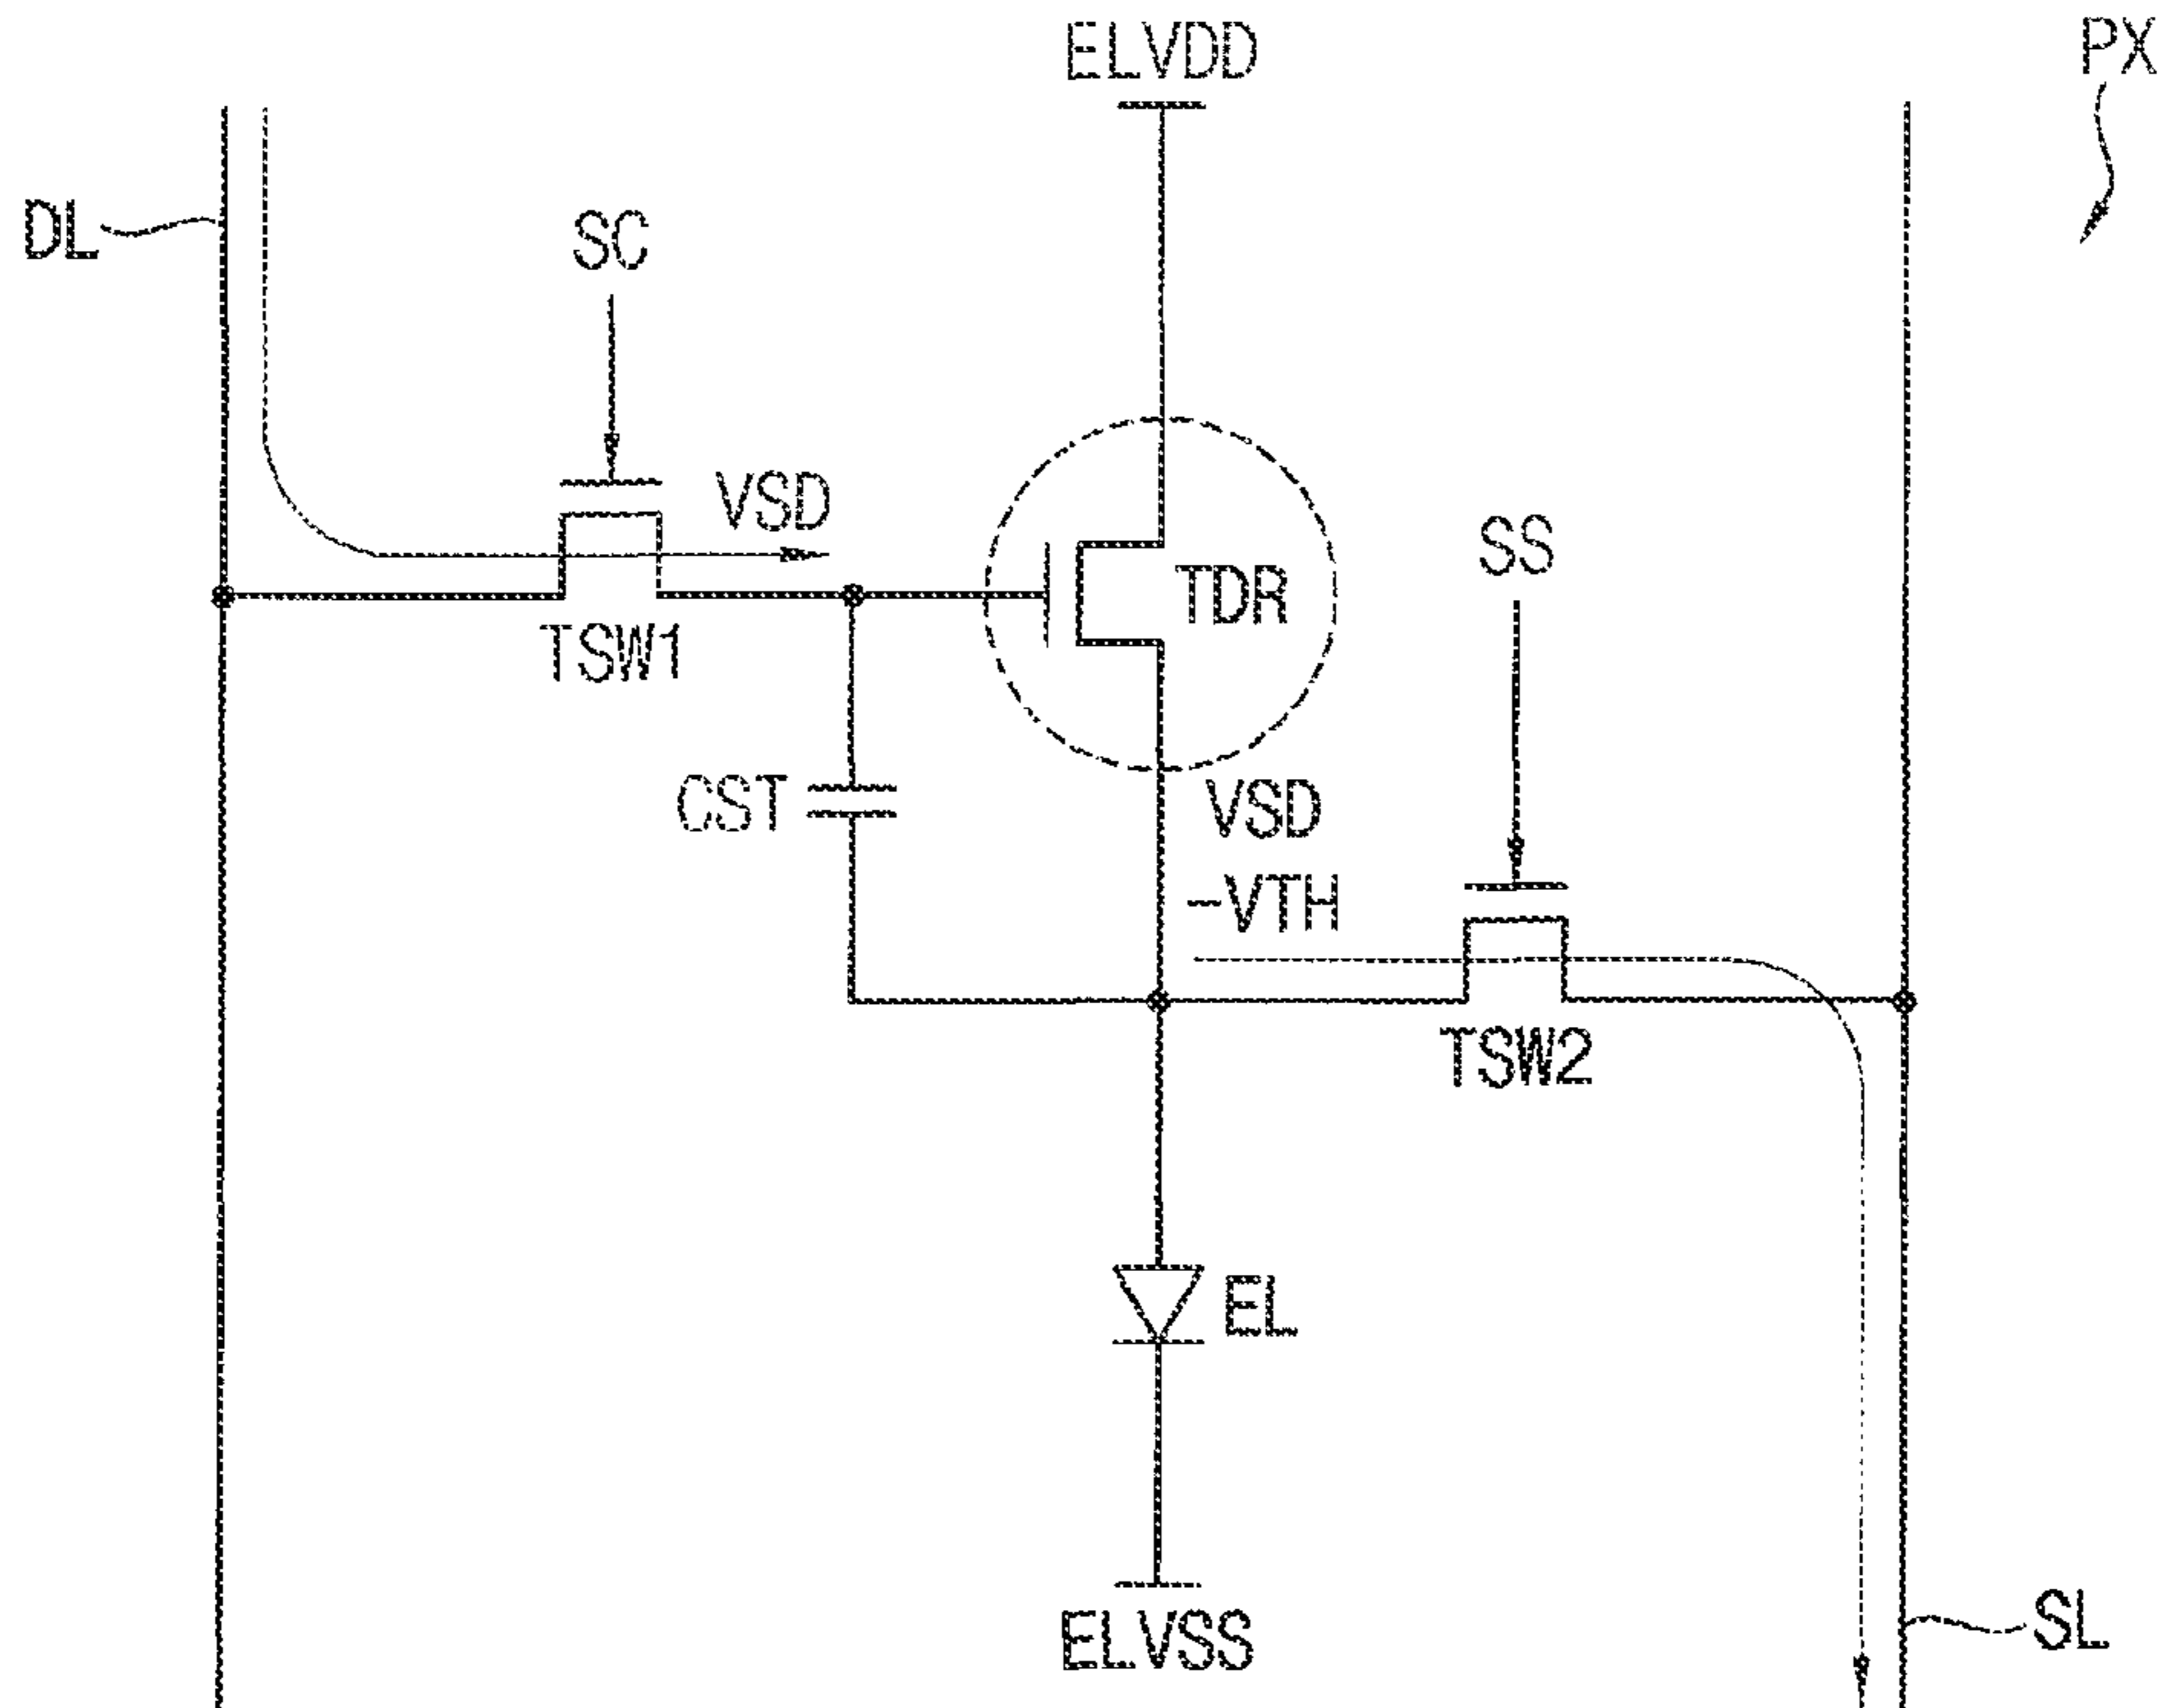 ELVDD
PX
DL
SC
VSD
SS
TDR
TSW1
CST
VSD
-VTH
TSW2
EL
ELVSS
SL